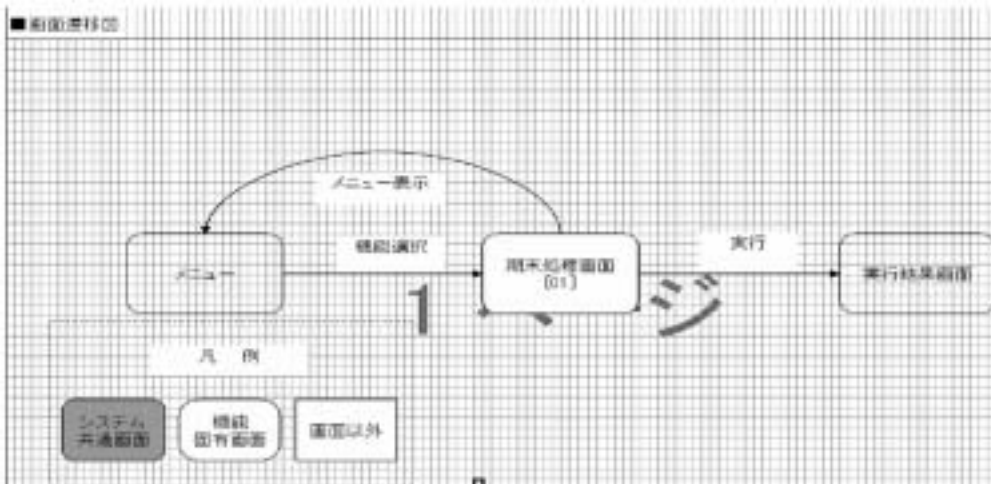 ■画面遷移図
メニュー表示
機能選択
実行
メニュー
期末処理画面
[01]
実行結果画面
凡 例
システム
共通画面
機能
固有画面
画面以外